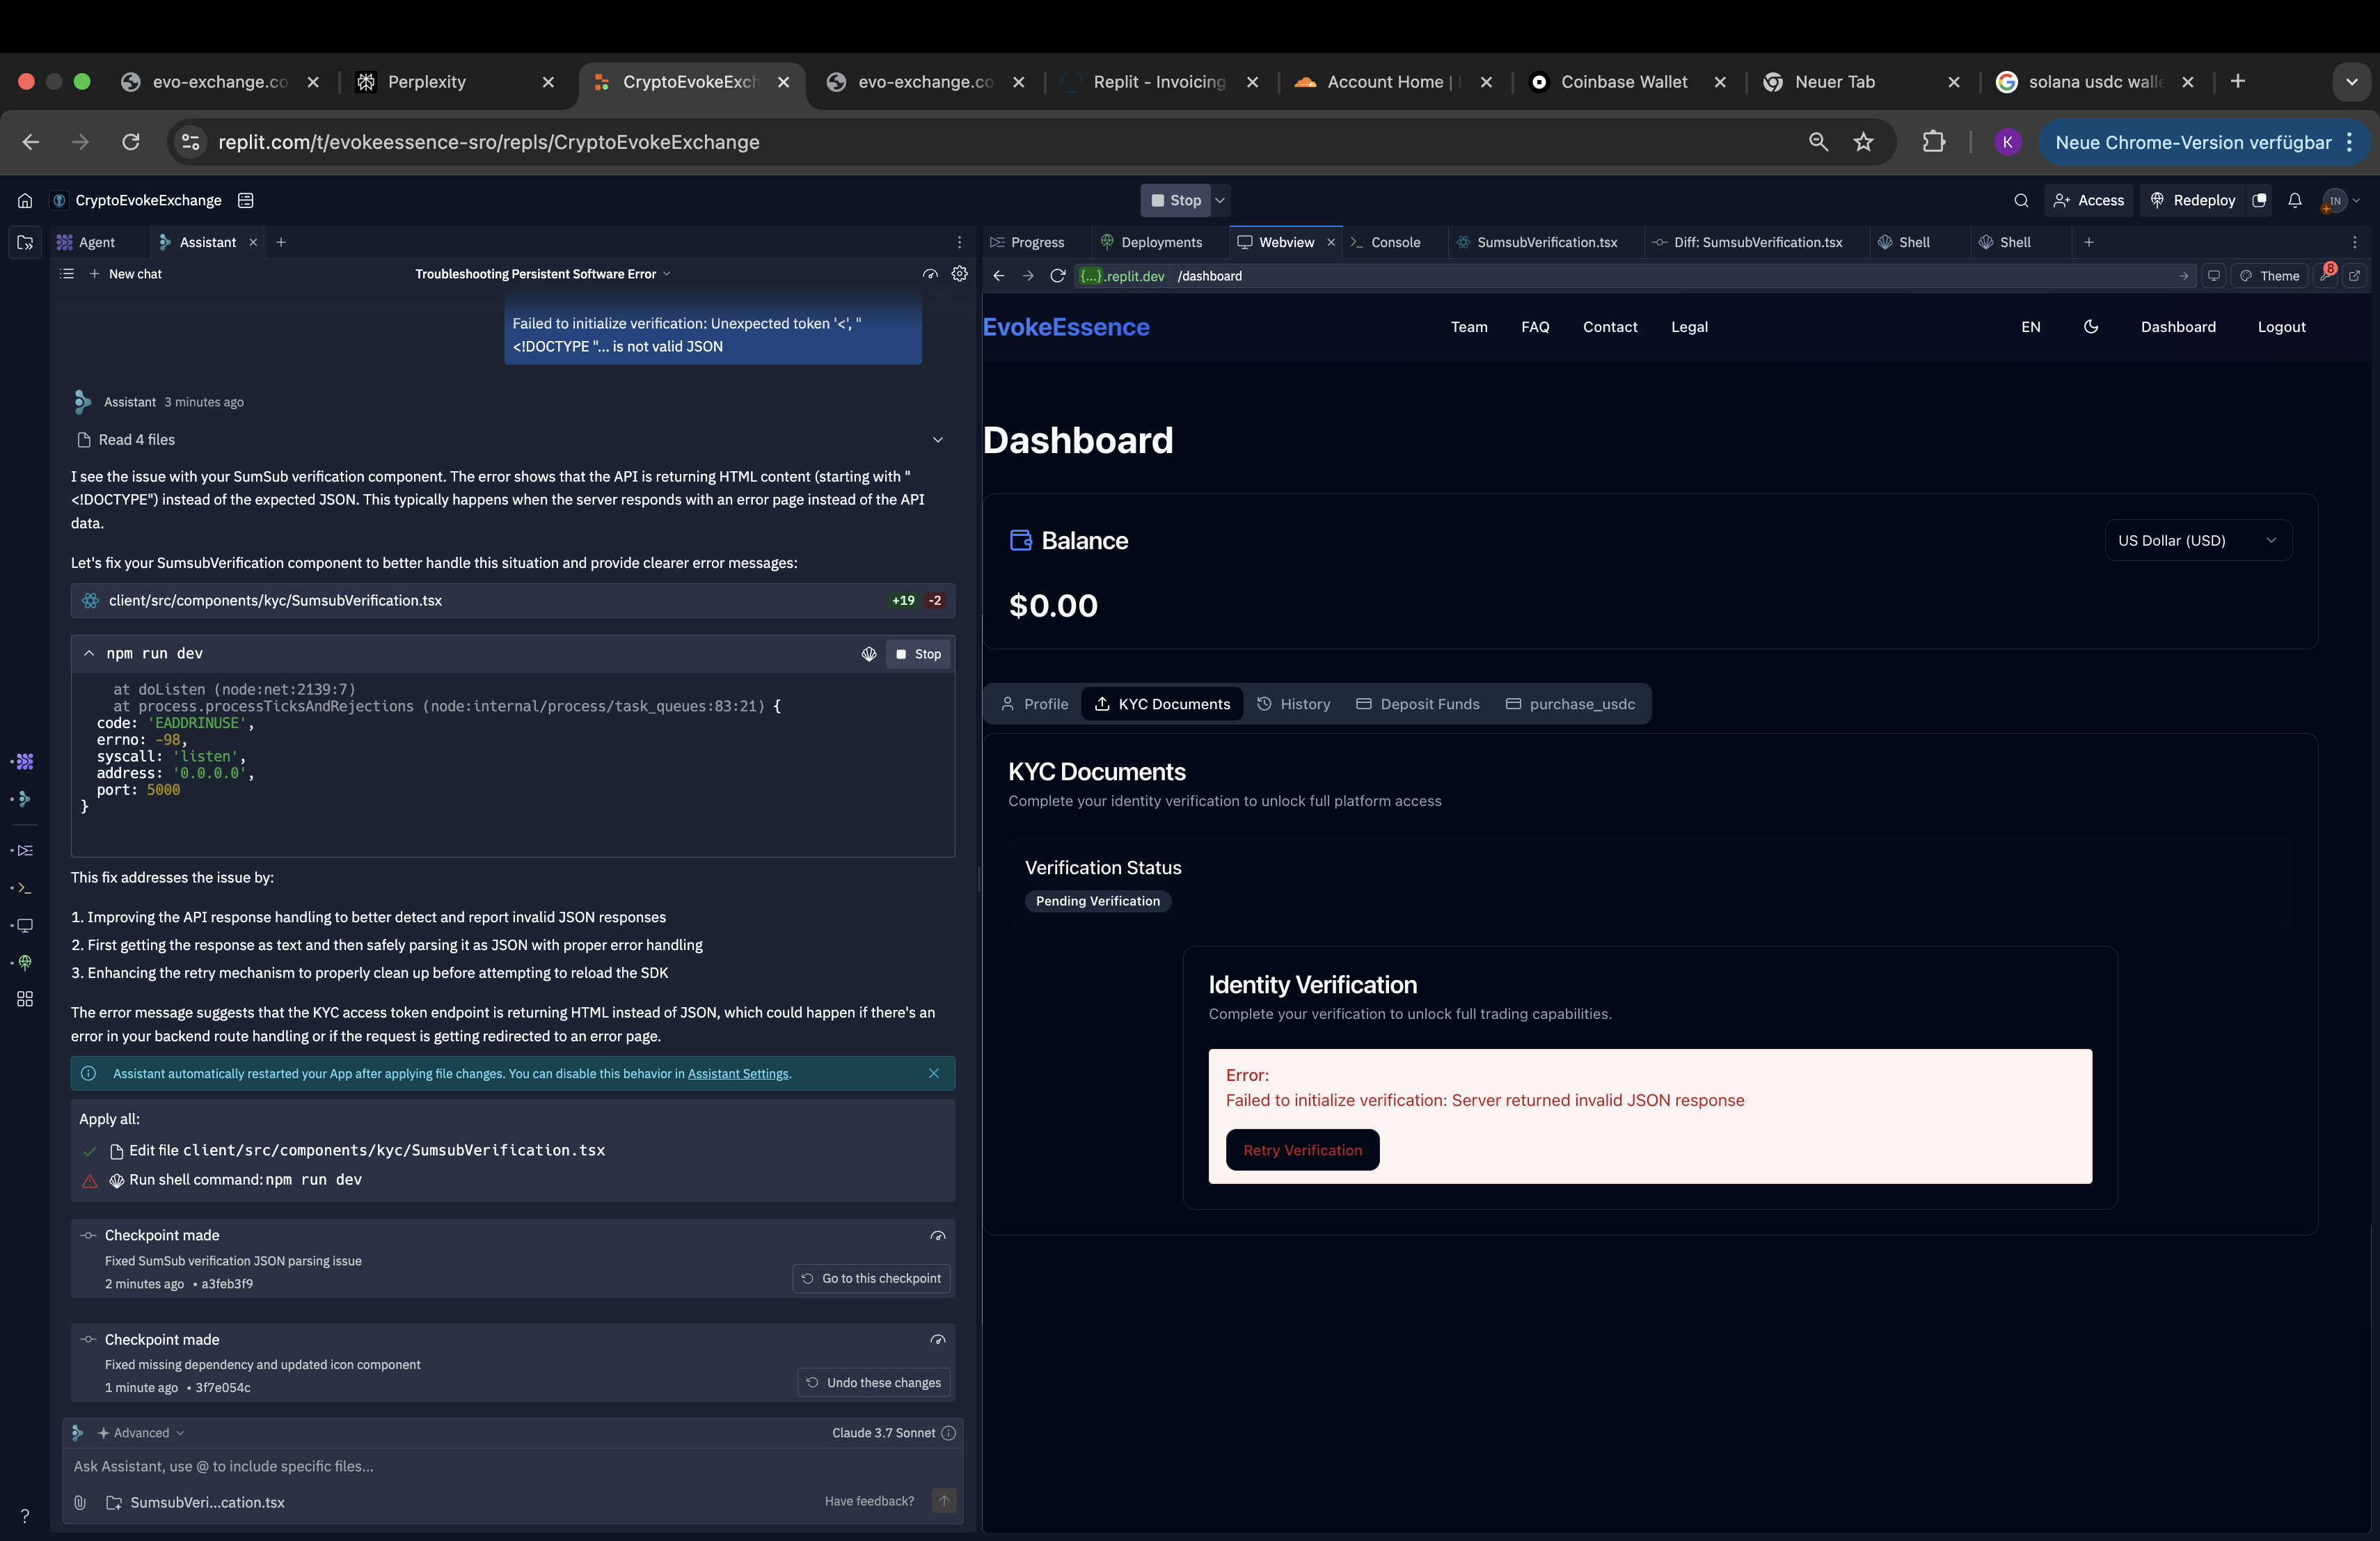 evo-exchange.co
Perplexity
CryptoEvokeExch
evo-exchange.co
Replit - Invoicing
Account Home |
Coinbase Wallet
Neuer Tab
solana usdc walle
replit.com/t/evokeessence-sro/repls/CryptoEvokeExchange
K
Neue Chrome-Version verfügbar
CryptoEvokeExchange
Stop
Access
Redeploy
IN
Agent
Assistant
New chat
Troubleshooting Persistent Software Error
Failed to initialize verification: Unexpected token '<', "
<!DOCTYPE "... is not valid JSON
Assistant 3 minutes ago
Read 4 files
I see the issue with your SumSub verification component. The error shows that the API is returning HTML content (starting with "
<!DOCTYPE") instead of the expected JSON. This typically happens when the server responds with an error page instead of the API
data.
Let's fix your SumsubVerification component to better handle this situation and provide clearer error messages:
client/src/components/kyc/SumsubVerification.tsx
+19 -2
npm run dev
Stop
at doListen (node:net:2139:7)
at process.processTicksAndRejections (node:internal/process/task_queues:83:21) {
code: 'EADDRINUSE',
errno: -98,
syscall: 'listen',
address: '0.0.0.0',
port: 5000
}
This fix addresses the issue by:
1. Improving the API response handling to better detect and report invalid JSON responses
2. First getting the response as text and then safely parsing it as JSON with proper error handling
3. Enhancing the retry mechanism to properly clean up before attempting to reload the SDK
The error message suggests that the KYC access token endpoint is returning HTML instead of JSON, which could happen if there's an
error in your backend route handling or if the request is getting redirected to an error page.
Assistant automatically restarted your App after applying file changes. You can disable this behavior in Assistant Settings.
Apply all:
Edit file client/src/components/kyc/SumsubVerification.tsx
Run shell command: npm run dev
Checkpoint made
Fixed SumSub verification JSON parsing issue
2 minutes ago • a3feb3f9
Go to this checkpoint
Checkpoint made
Fixed missing dependency and updated icon component
1 minute ago • 3f7e054c
Undo these changes
Advanced
Claude 3.7 Sonnet
Ask Assistant, use @ to include specific files...
SumsubVeri...cation.tsx
Have feedback?
?
Progress
Deployments
Webview
Console
SumsubVerification.tsx
Diff: SumsubVerification.tsx
Shell
Shell
{...}.replit.dev /dashboard
Theme
8
EvokeEssence
Team
FAQ
Contact
Legal
EN
Dashboard
Logout
Dashboard
Balance
US Dollar (USD)
$0.00
Profile
KYC Documents
History
Deposit Funds
purchase_usdc
KYC Documents
Complete your identity verification to unlock full platform access
Verification Status
Pending Verification
Identity Verification
Complete your verification to unlock full trading capabilities.
Error:
Failed to initialize verification: Server returned invalid JSON response
Retry Verification